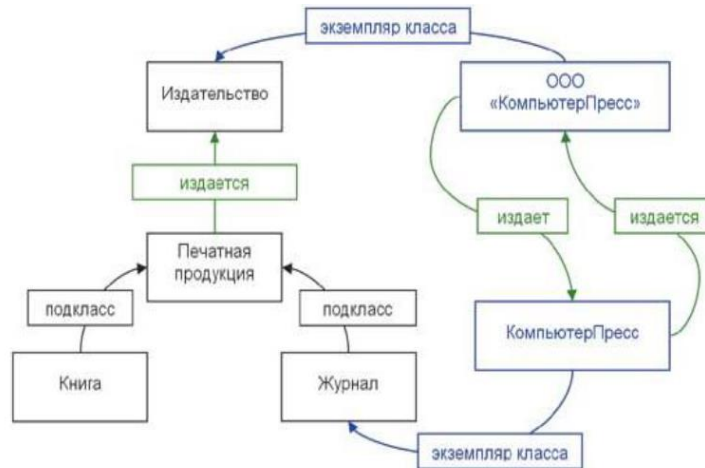 экземпляр класса
Издательство
ООО
«КомпьютерПресс»
издается
издает
издается
Печатная
продукция
подкласс
подкласс
КомпьютерПресс
Книга
Журнал
экземпляр класса